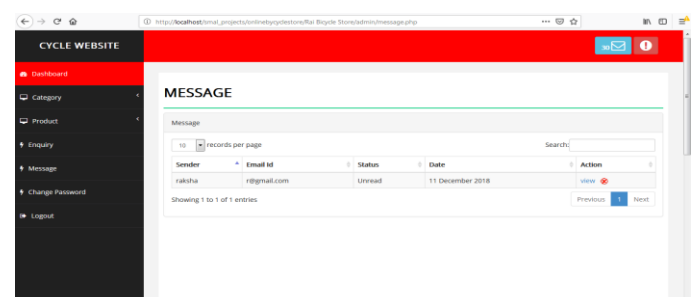 http://localhost/smal_projects/onlinebycyclestore/Rai Bicycle Store/admin/message.php
CYCLE WEBSITE
Dashboard
Category
Product
Enquiry
Message
Change Password
Logout
MESSAGE
Message
10 records per page Search:
Sender Email Id Status Date Action
raksha r@gmail.com Unread 11 December 2018 view
Showing 1 to 1 of 1 entries Previous 1 Next